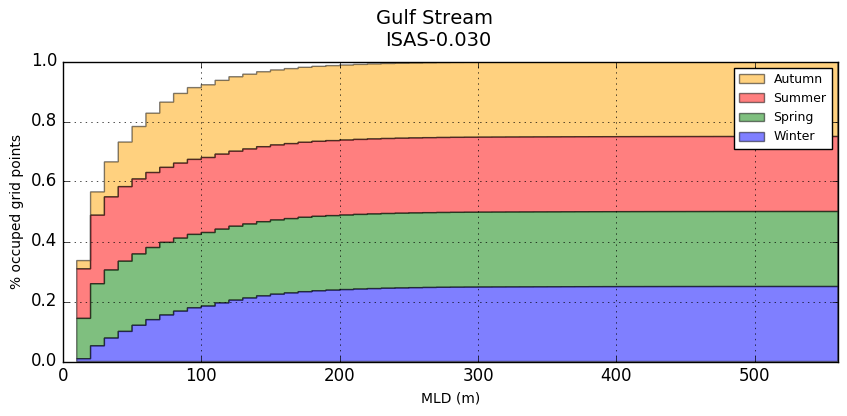 Gulf Stream
ISAS-0.030
1.0
0.8
0.6
0.4
0.2
0.0
% occuped grid points
Autumn
Summer
Spring
Winter
0 100 200 300 400 500
MLD (m)